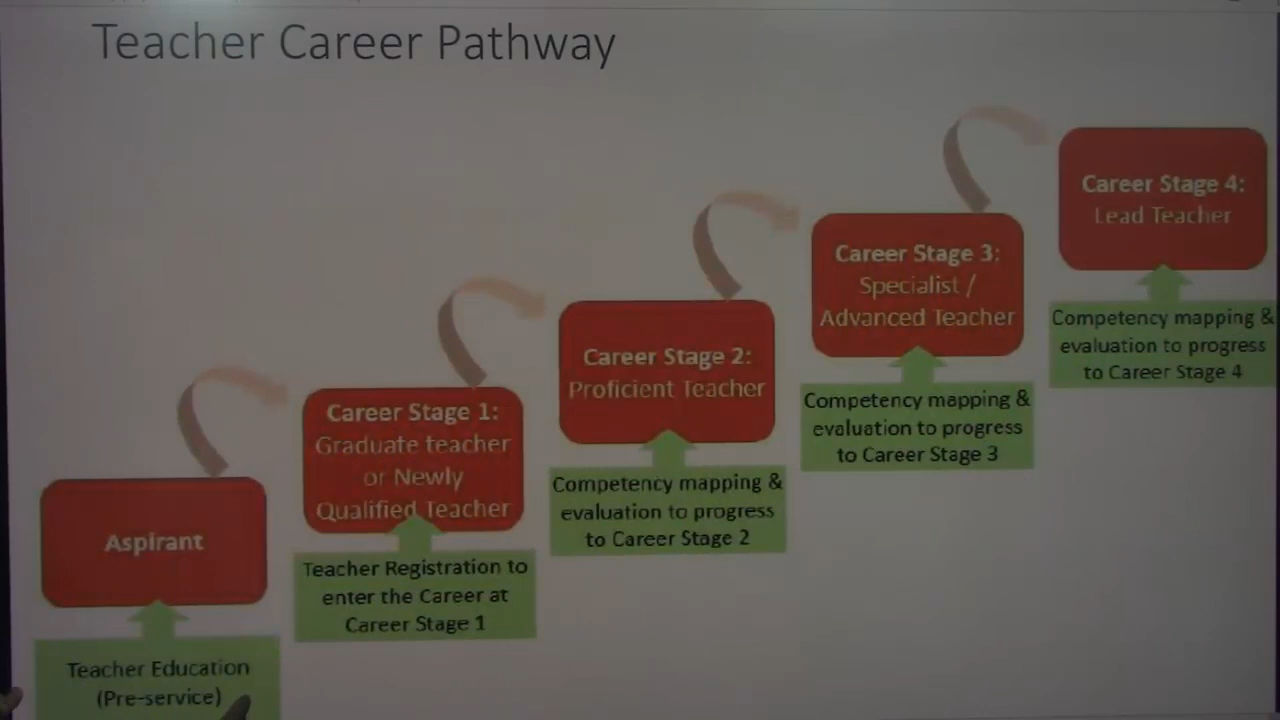 Teacher Career Pathway
Career Stage 4:
Lead Teacher
Competency mapping &
evaluation to progress
to Career Stage 4
Career Stage 3:
Specialist /
Advanced Teacher
Competency mapping &
evaluation to progress
to Career Stage 3
Career Stage 2:
Proficient Teacher
Competency mapping &
evaluation to progress
to Career Stage 2
Career Stage 1:
Graduate teacher
or Newly
Qualified Teacher
Teacher Registration to
enter the Career at
Career Stage 1
Aspirant
Teacher Education
(Pre-service)